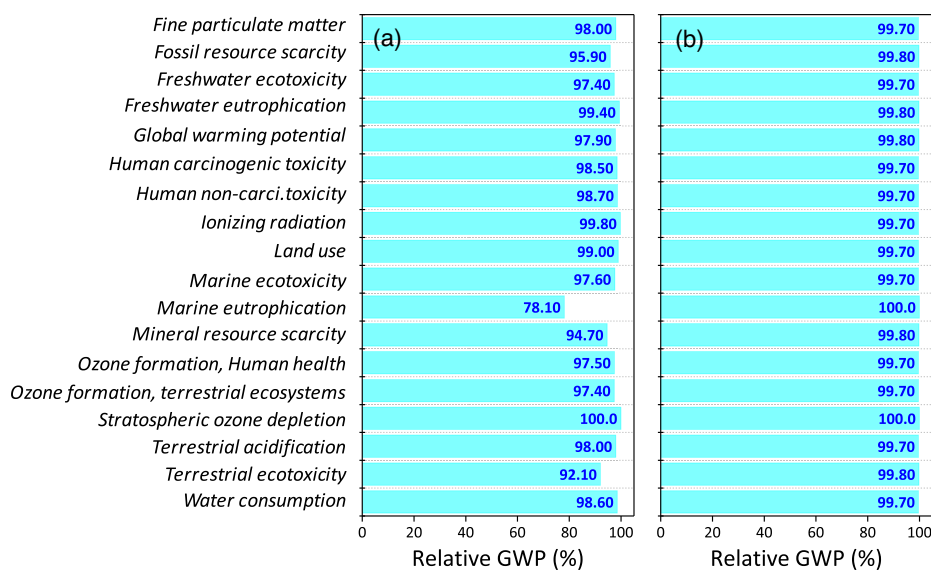 Fine particulate matter (a) 98.00 (b) 99.70
Fossil resource scarcity 95.90 99.80
Freshwater ecotoxicity 97.40 99.70
Freshwater eutrophication 99.40 99.80
Global warming potential 97.90 99.80
Human carcinogenic toxicity 98.50 99.70
Human non-carci.toxicity 98.70 99.70
Ionizing radiation 99.80 99.70
Land use 99.00 99.70
Marine ecotoxicity 97.60 99.70
Marine eutrophication 78.10 100.0
Mineral resource scarcity 94.70 99.80
Ozone formation, Human health 97.50 99.70
Ozone formation, terrestrial ecosystems 97.40 99.70
Stratospheric ozone depletion 100.0 100.0
Terrestrial acidification 98.00 99.70
Terrestrial ecotoxicity 92.10 99.80
Water consumption 98.60 99.70
0 20 40 60 80 100 0 20 40 60 80 100
Relative GWP (%) Relative GWP (%)